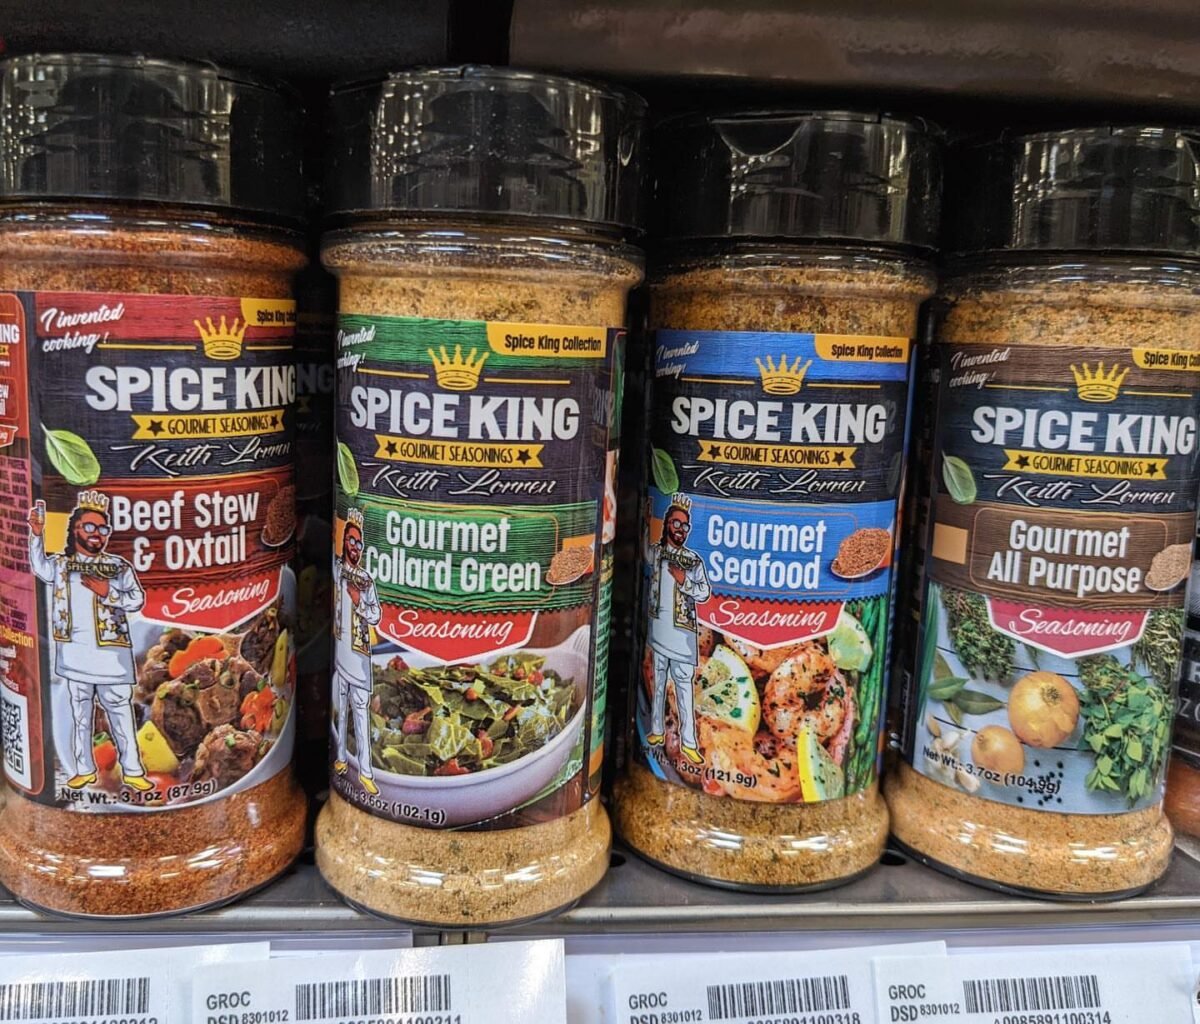 I invented
cooking!
SPICE KING
GOURMET SEASONINGS
Keith Lorren
Beef Stew
& Oxtail
Seasoning
SPICE KING
Net Wt.: 3.1oz (87.9g)
Spice King Collection
SPICE KING
GOURMET SEASONINGS
Keith Lorren
Gourmet
Collard Green
Seasoning
3.6oz (102.1g)
I invented
cooking!
Spice King Collection
SPICE KING
GOURMET SEASONINGS
Keith Lorren
Gourmet
Seafood
Seasoning
(121.9g)
I invented
cooking!
Spice King
SPICE KING
GOURMET SEASONINGS
Keith Lorren
Gourmet
All Purpose
Seasoning
Net Wt.: 3.7oz (104.9g)
GROC
DSD 8301012
GROC
DSD 8301012
GROC
DSD 8301012